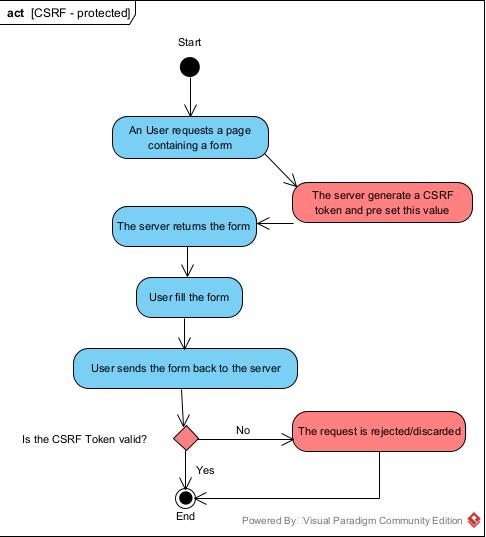 act [CSRF - protected]
Start
An User requests a page
containing a form
The server generate a CSRF
token and pre set this value
The server returns the form
User fill the form
User sends the form back to the server
Is the CSRF Token valid?
No
The request is rejected/discarded
Yes
End
Powered By Visual Paradigm Community Edition